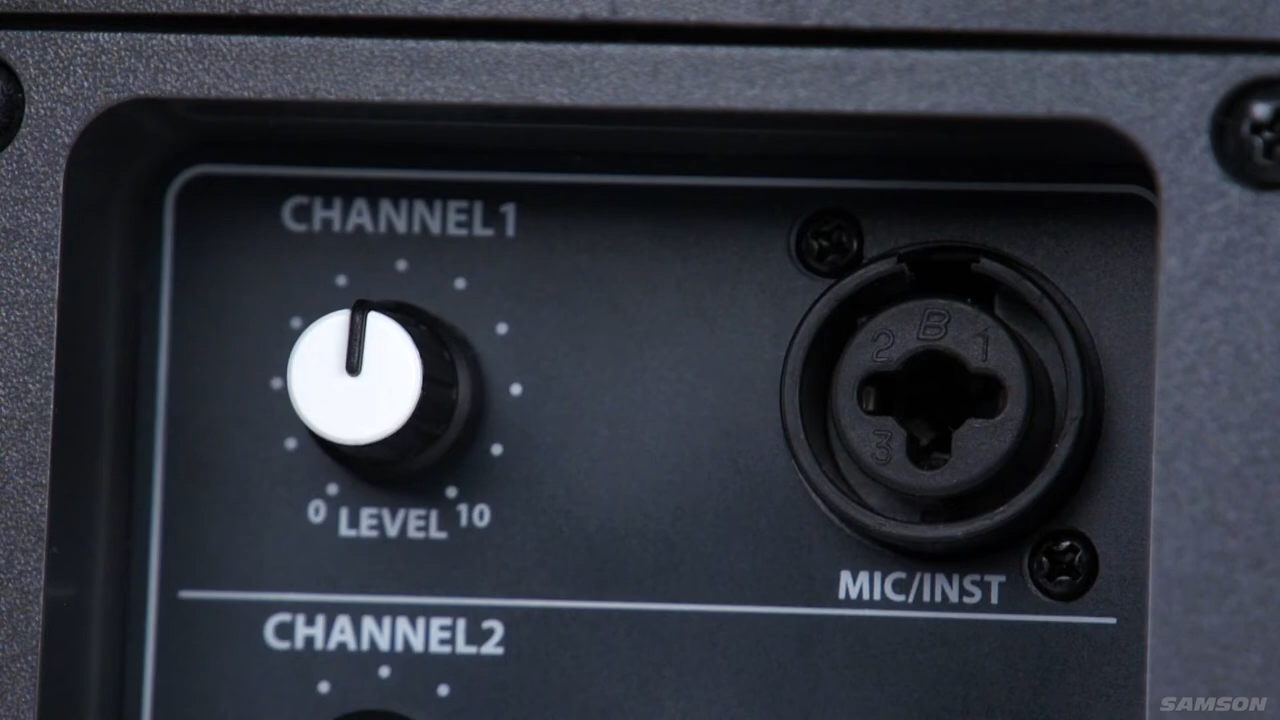 CHANNEL1
2 B 1
3
0 LEVEL 10
MIC/INST
CHANNEL2
SAMSON